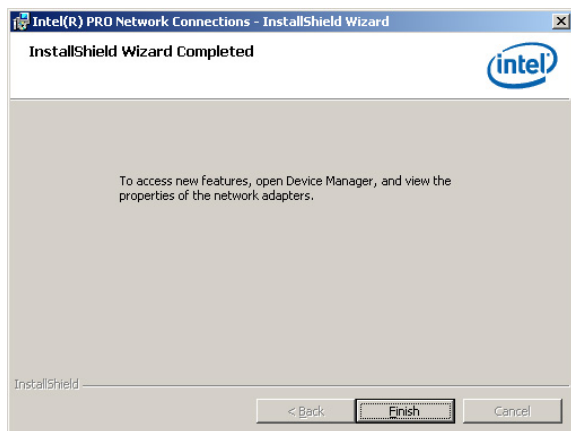 Intel(R) PRO Network Connections - InstallShield Wizard
InstallShield Wizard Completed
intel
To access new features, open Device Manager, and view the
properties of the network adapters.
InstallShield
< Back
Finish
Cancel